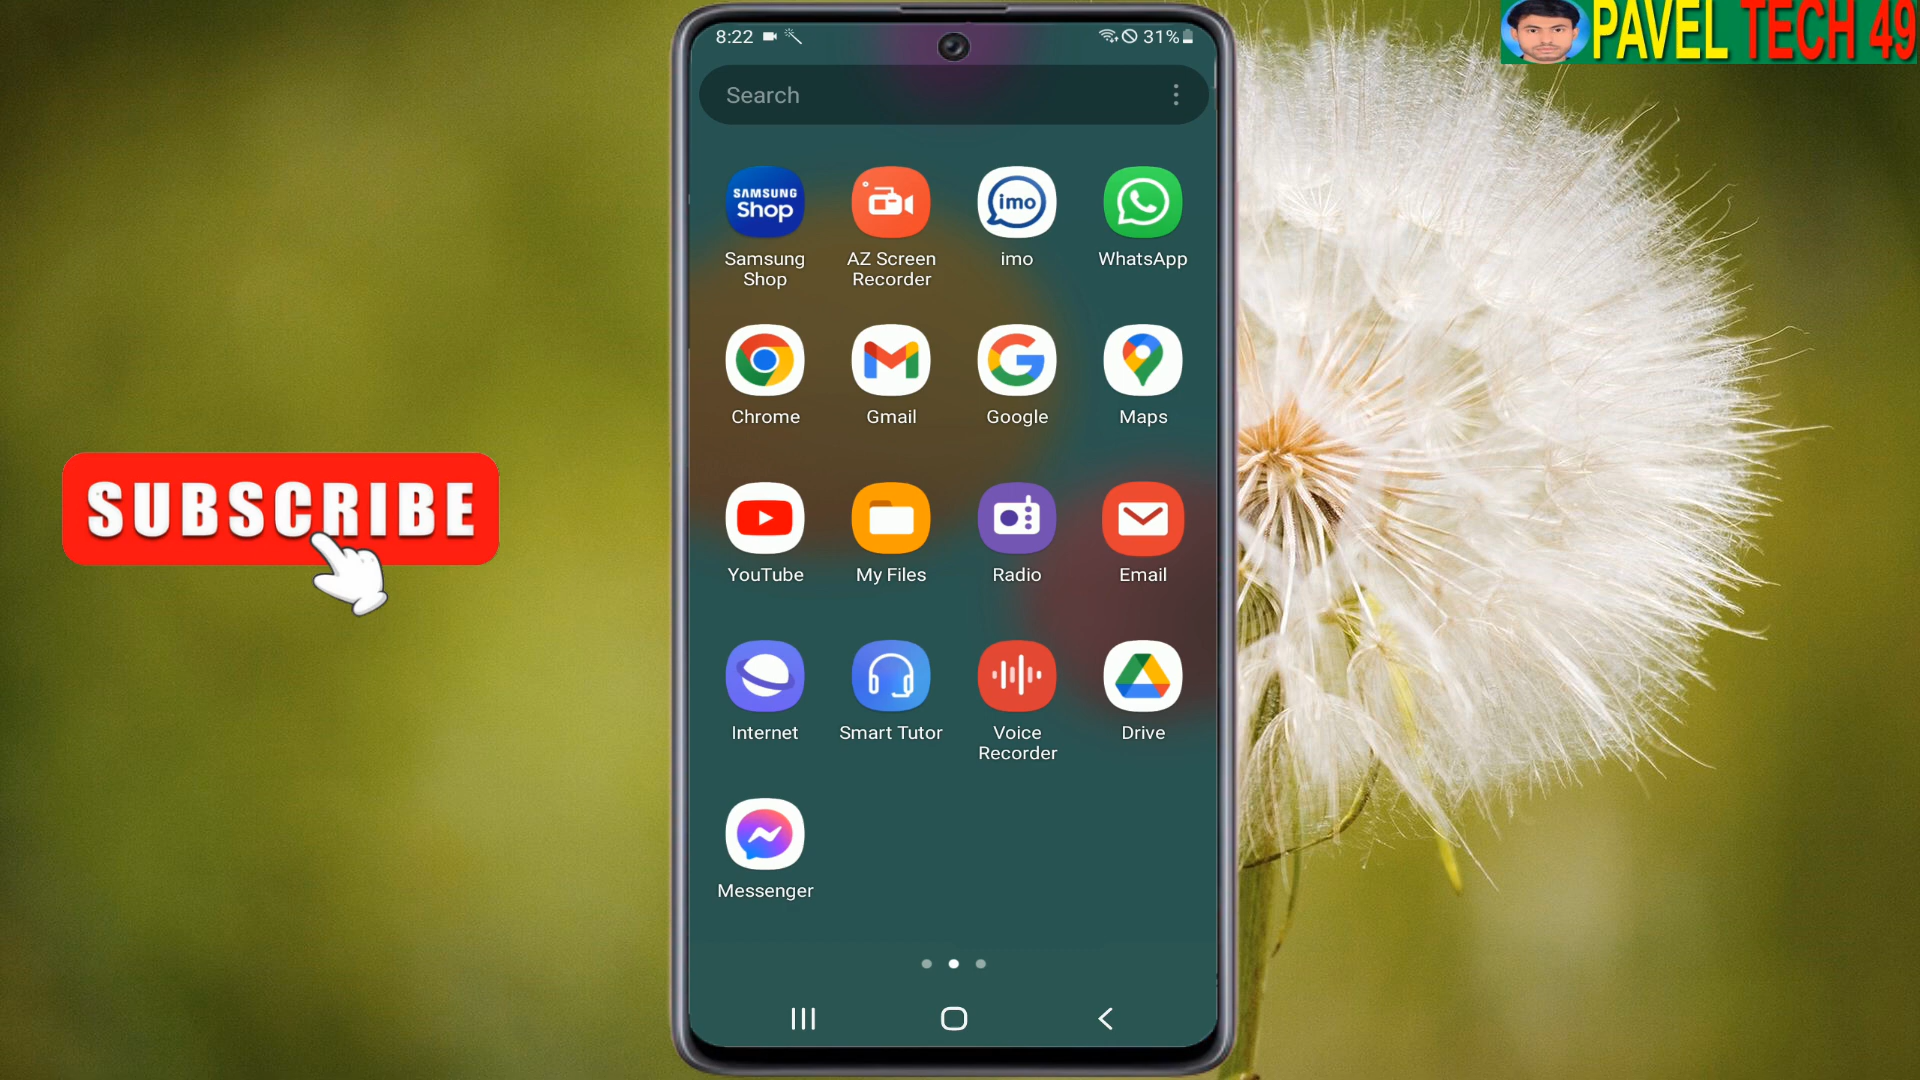 PAVEL TECH 49
8:22 31%
Search
SAMSUNG
Shop
imo
Samsung
Shop
AZ Screen
Recorder
imo
WhatsApp
Chrome
Gmail
Google
Maps
SUBSCRIBE
YouTube
My Files
Radio
Email
Internet
Smart Tutor
Voice
Recorder
Drive
Messenger